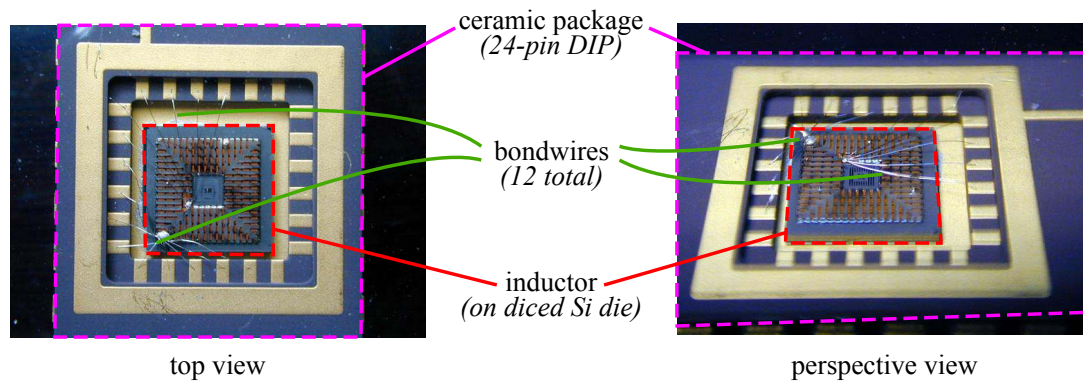 ceramic package
(24-pin DIP)
bondwires
(12 total)
inductor
(on diced Si die)
top view
perspective view